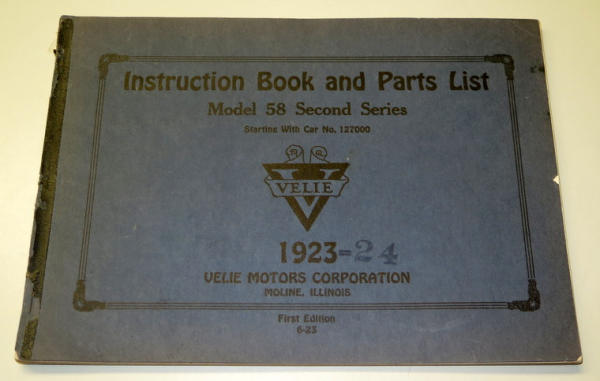 Instruction Book and Parts List
Model 58 Second Series
Starting With Car No. 127000
VELIE
1923-24
VELIE MOTORS CORPORATION
MOLINE, ILLINOIS
First Edition
6-23